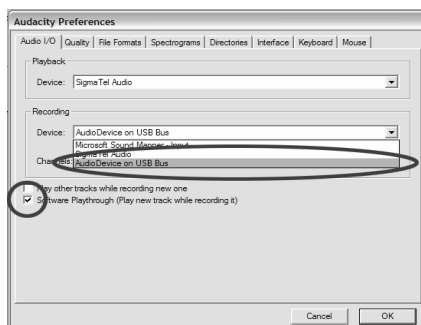 Audacity Preferences
Audio I/O Quality File Formats Spectrograms Directories Interface Keyboard Mouse
Playback
Device: SigmaTel Audio
Recording
Device: AudioDevice on USB Bus
Microsoft Sound Mapper - Input
SigmaTel Audio
Channels: AudioDevice on USB Bus
Play other tracks while recording new one
Software Playthrough (Play new track while recording it)
Cancel OK